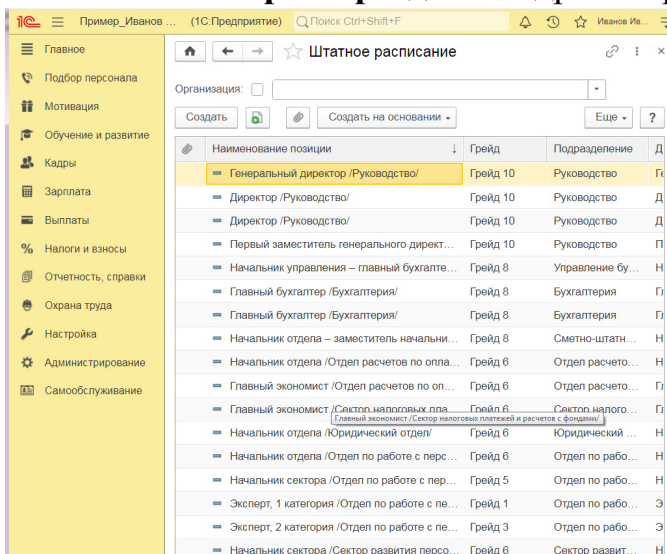 1С Пример_Иванов ... (1С:Предприятие) Поиск Ctrl+Shift+F Иванов Ив...
Главное
Подбор персонала
Мотивация
Обучение и развитие
Кадры
Зарплата
Выплаты
Налоги и взносы
Отчетность, справки
Охрана труда
Настройка
Администрирование
Самообслуживание
Штатное расписание
Организация:
Создать Создать на основании Еще ?
Наименование позиции ↓ Грейд Подразделение Д
Генеральный директор /Руководство/ Грейд 10 Руководство Ге
Директор /Руководство/ Грейд 10 Руководство Д
Директор /Руководство/ Грейд 10 Руководство Д
Первый заместитель генерального директ... Грейд 10 Руководство П
Начальник управления – главный бухгалте... Грейд 8 Управление бу... Н
Главный бухгалтер /Бухгалтерия/ Грейд 8 Бухгалтерия Гл
Главный бухгалтер /Бухгалтерия/ Грейд 8 Бухгалтерия Гл
Начальник отдела – заместитель начальни... Грейд 8 Сметно-штатн... Н
Начальник отдела /Отдел расчетов по опла... Грейд 6 Отдел расчето... Н
Главный экономист /Отдел расчетов по оп... Грейд 6 Отдел расчето... Гл
Главный экономист /Сектор налоговых пла... Грейд 6 Сектор налого... Гл
Главный экономист /Сектор налоговых платежей и расчетов с фондами/
Начальник отдела /Юридический отдел/ Грейд 6 Юридический ... Н
Начальник отдела /Отдел по работе с перс... Грейд 6 Отдел по рабо... Н
Начальник сектора /Отдел по работе с пер... Грейд 5 Отдел по рабо... Н
Эксперт, 1 категория /Отдел по работе с пе... Грейд 1 Отдел по рабо... Э
Эксперт, 2 категория /Отдел по работе с пе... Грейд 3 Отдел по рабо... Э
Начальник сектора /Сектор развития персо... Грейд 6 Сектор развит... Н